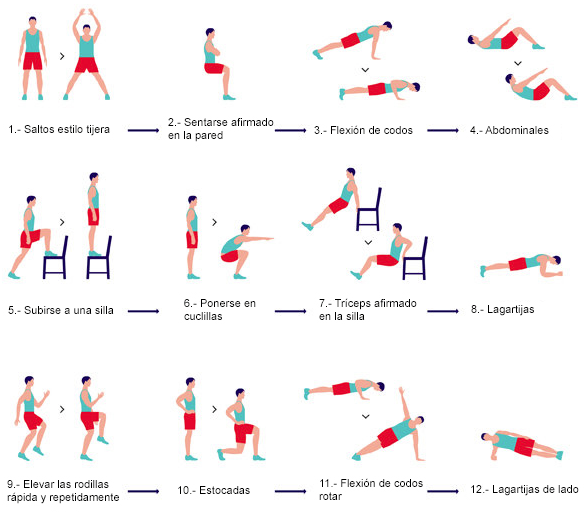 1.- Saltos estilo tijera
2.- Sentarse afirmado
en la pared
3.- Flexión de codos
4.- Abdominales
5.- Subirse a una silla
6.- Ponerse en
cuclillas
7.- Tríceps afirmado
en la silla
8.- Lagartijas
9.- Elevar las rodillas
rápida y repetidamente
10.- Estocadas
11.- Flexión de codos
rotar
12.- Lagartijas de lado